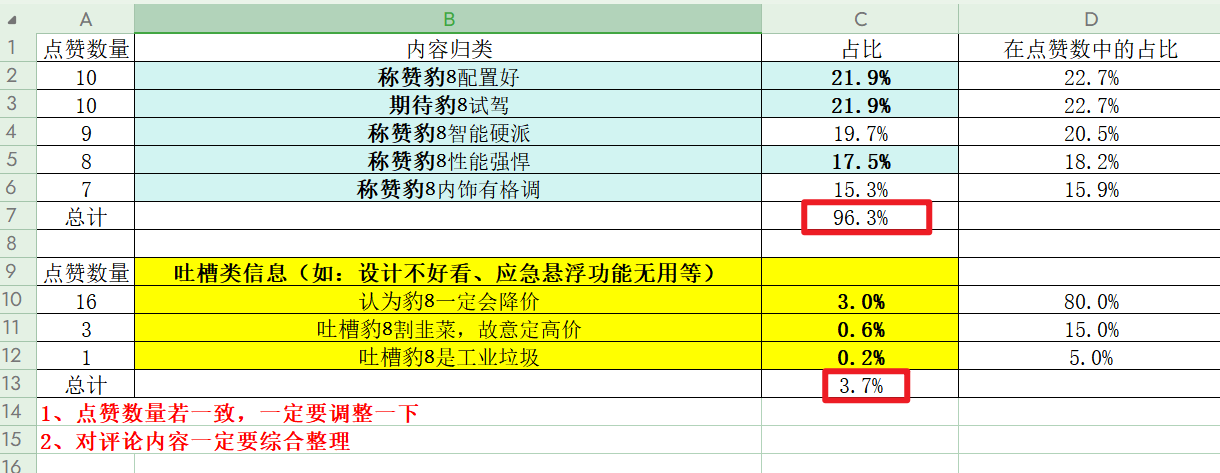 A B C D
1 点赞数量 内容归类 占比 在点赞数中的占比
2 10 称赞豹8配置好 21.9% 22.7%
3 10 期待豹8试驾 21.9% 22.7%
4 9 称赞豹8智能硬派 19.7% 20.5%
5 8 称赞豹8性能强悍 17.5% 18.2%
6 7 称赞豹8内饰有格调 15.3% 15.9%
7 总计 96.3%
8
9 点赞数量 吐槽类信息（如：设计不好看、应急悬浮功能无用等）
10 16 认为豹8一定会降价 3.0% 80.0%
11 3 吐槽豹8割韭菜，故意定高价 0.6% 15.0%
12 1 吐槽豹8是工业垃圾 0.2% 5.0%
13 总计 3.7%
14 1、点赞数量若一致，一定要调整一下
15 2、对评论内容一定要综合整理
16